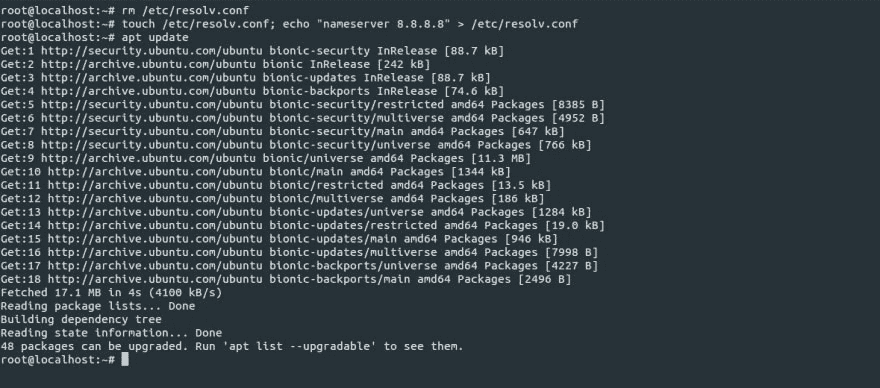 root@localhost:~# rm /etc/resolv.conf
root@localhost:~# touch /etc/resolv.conf; echo "nameserver 8.8.8.8" > /etc/resolv.conf
root@localhost:~# apt update
Get:1 http://security.ubuntu.com/ubuntu bionic-security InRelease [88.7 kB]
Get:2 http://archive.ubuntu.com/ubuntu bionic InRelease [242 kB]
Get:3 http://archive.ubuntu.com/ubuntu bionic-updates InRelease [88.7 kB]
Get:4 http://archive.ubuntu.com/ubuntu bionic-backports InRelease [74.6 kB]
Get:5 http://security.ubuntu.com/ubuntu bionic-security/restricted amd64 Packages [8385 B]
Get:6 http://security.ubuntu.com/ubuntu bionic-security/multiverse amd64 Packages [4952 B]
Get:7 http://security.ubuntu.com/ubuntu bionic-security/main amd64 Packages [647 kB]
Get:8 http://security.ubuntu.com/ubuntu bionic-security/universe amd64 Packages [766 kB]
Get:9 http://archive.ubuntu.com/ubuntu bionic/universe amd64 Packages [11.3 MB]
Get:10 http://archive.ubuntu.com/ubuntu bionic/main amd64 Packages [1344 kB]
Get:11 http://archive.ubuntu.com/ubuntu bionic/restricted amd64 Packages [13.5 kB]
Get:12 http://archive.ubuntu.com/ubuntu bionic/multiverse amd64 Packages [186 kB]
Get:13 http://archive.ubuntu.com/ubuntu bionic-updates/universe amd64 Packages [1284 kB]
Get:14 http://archive.ubuntu.com/ubuntu bionic-updates/restricted amd64 Packages [19.0 kB]
Get:15 http://archive.ubuntu.com/ubuntu bionic-updates/main amd64 Packages [946 kB]
Get:16 http://archive.ubuntu.com/ubuntu bionic-updates/multiverse amd64 Packages [7998 B]
Get:17 http://archive.ubuntu.com/ubuntu bionic-backports/universe amd64 Packages [4227 B]
Get:18 http://archive.ubuntu.com/ubuntu bionic-backports/main amd64 Packages [2496 B]
Fetched 17.1 MB in 4s (4100 kB/s)
Reading package lists... Done
Building dependency tree
Reading state information... Done
48 packages can be upgraded. Run 'apt list --upgradable' to see them.
root@localhost:~#